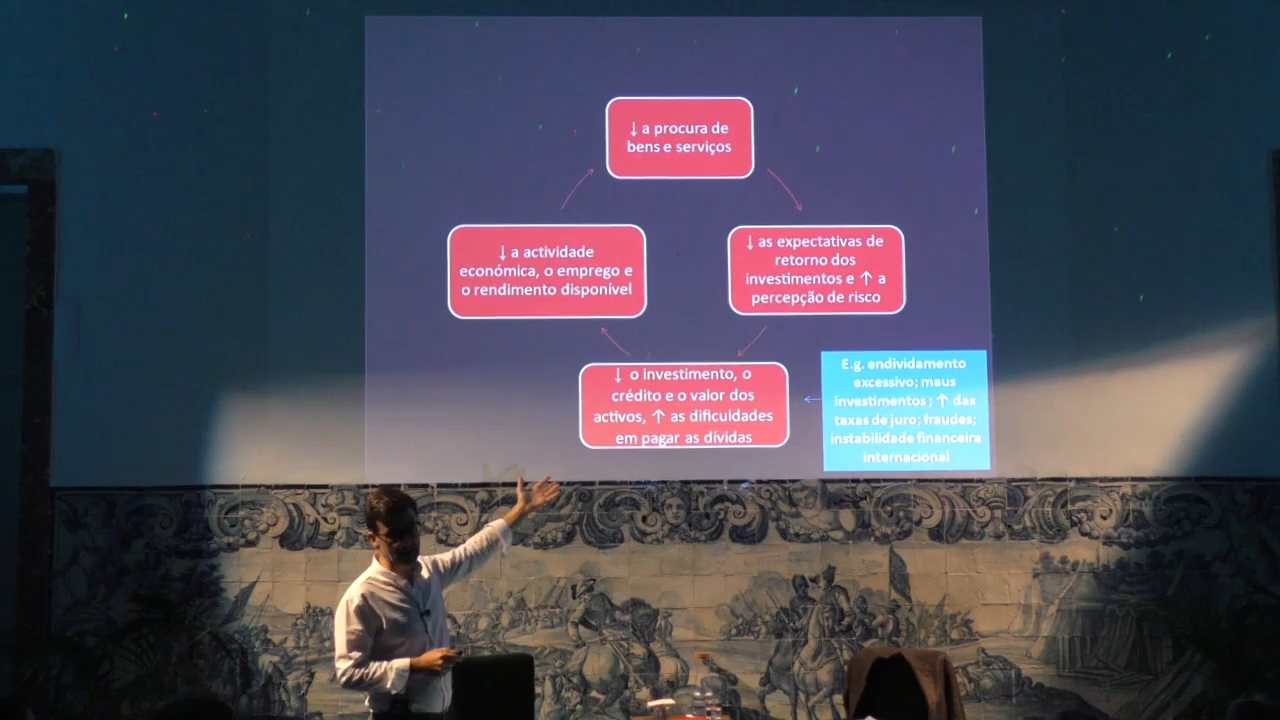 ↓ a procura de
bens e serviços
↓ a actividade
económica, o emprego e
o rendimento disponível
↓ as expectativas de
retorno dos
investimentos e ↑ a
percepção de risco
↓ o investimento, o
crédito e o valor dos
activos, ↑ as dificuldades
em pagar as dívidas
E.g. endividamento
excessivo; maus
investimentos ; ↑ das
taxas de juro; fraudes;
instabilidade financeira
internacional